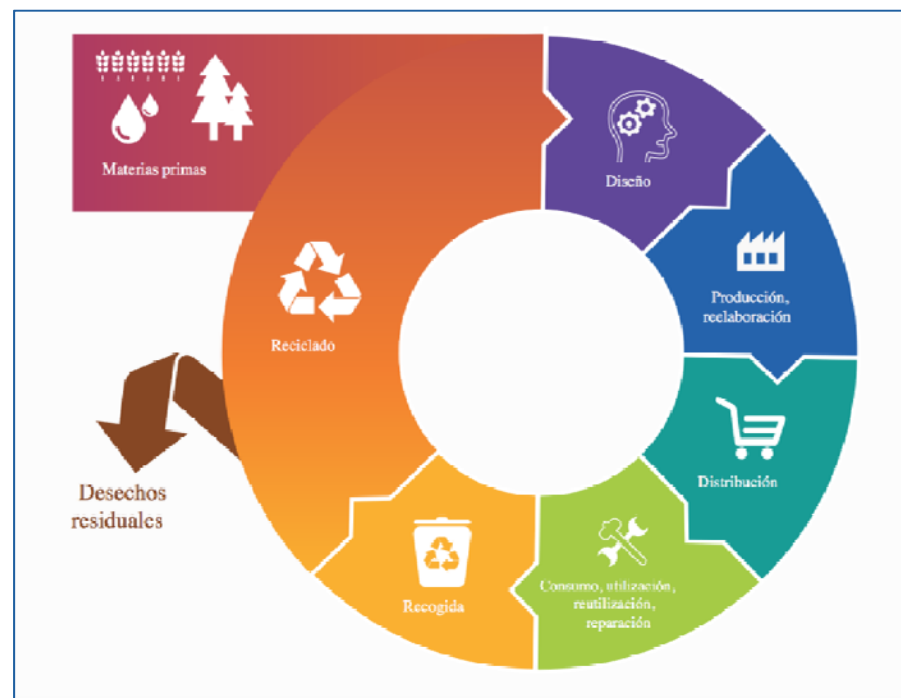 Materias primas
Diseño
Producción,
reelaboración
Distribución
Consumo, utilización,
reutilización,
reparación
Recogida
Reciclado
Desechos
residuales